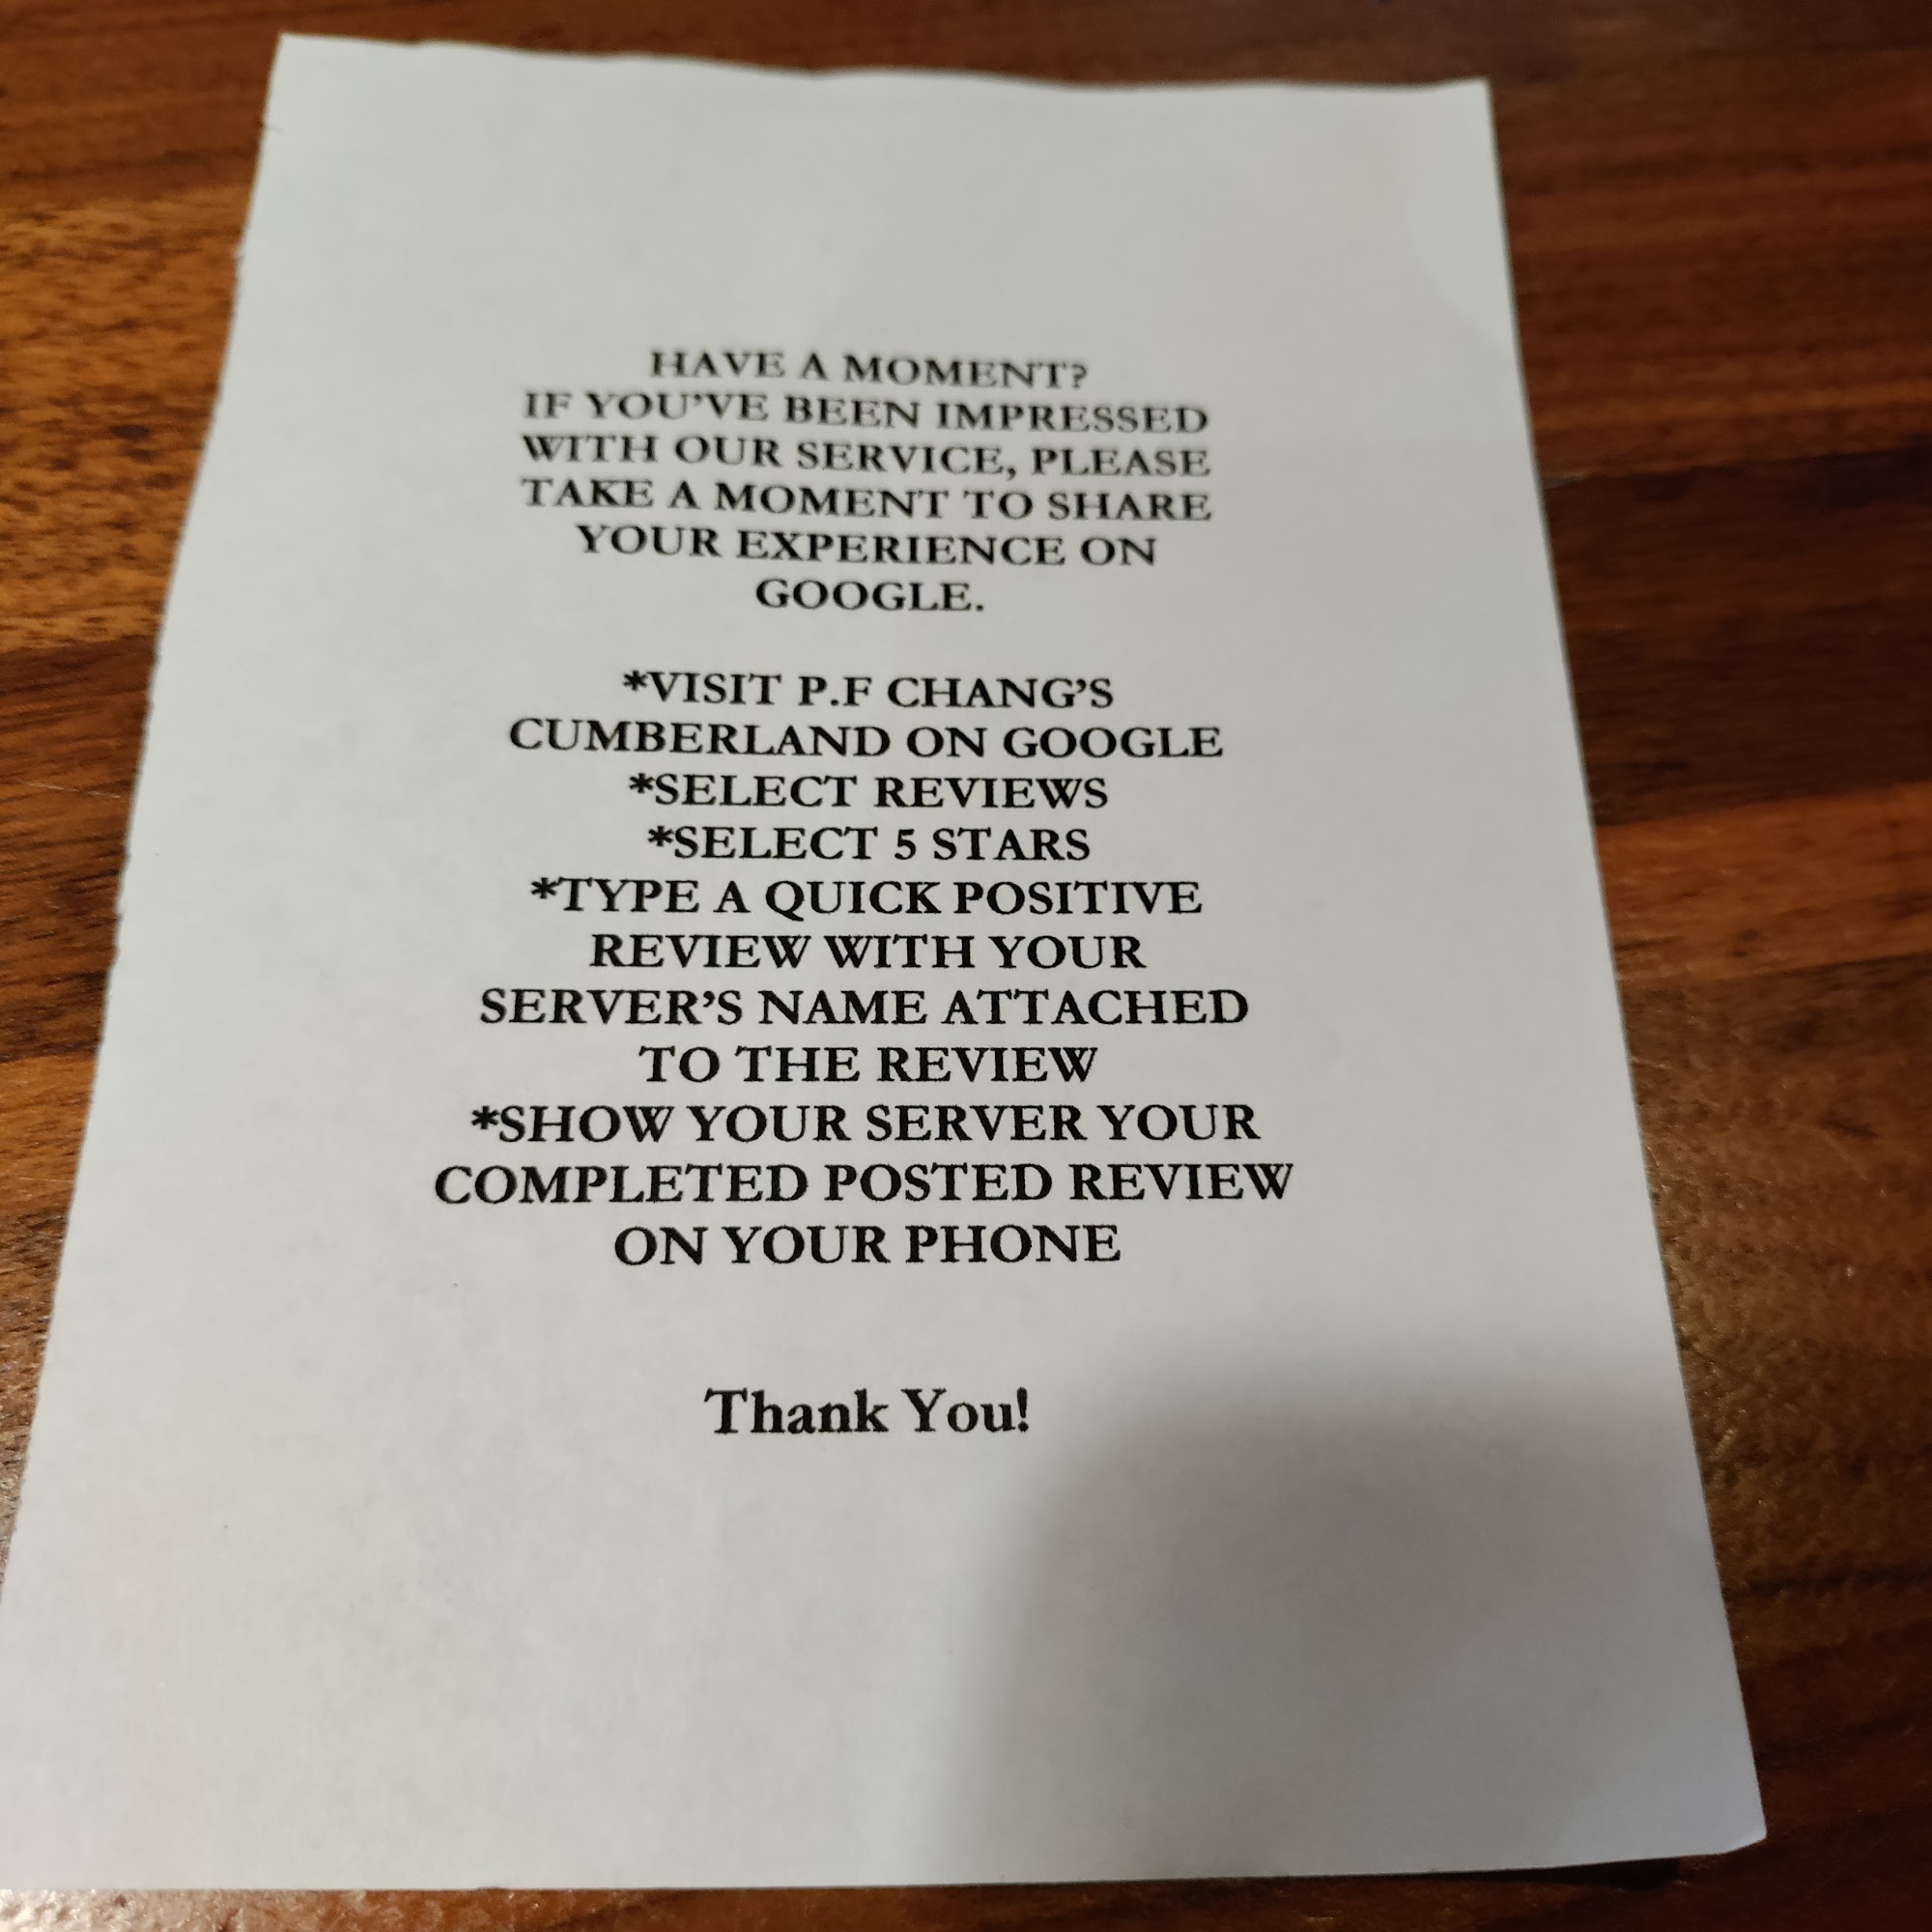 HAVE A MOMENT?
IF YOU'VE BEEN IMPRESSED
WITH OUR SERVICE, PLEASE
TAKE A MOMENT TO SHARE
YOUR EXPERIENCE ON
GOOGLE.
*VISIT P.F CHANG'S
CUMBERLAND ON GOOGLE
*SELECT REVIEWS
*SELECT 5 STARS
*TYPE A QUICK POSITIVE
REVIEW WITH YOUR
SERVER'S NAME ATTACHED
TO THE REVIEW
*SHOW YOUR SERVER YOUR
COMPLETED POSTED REVIEW
ON YOUR PHONE
Thank You!